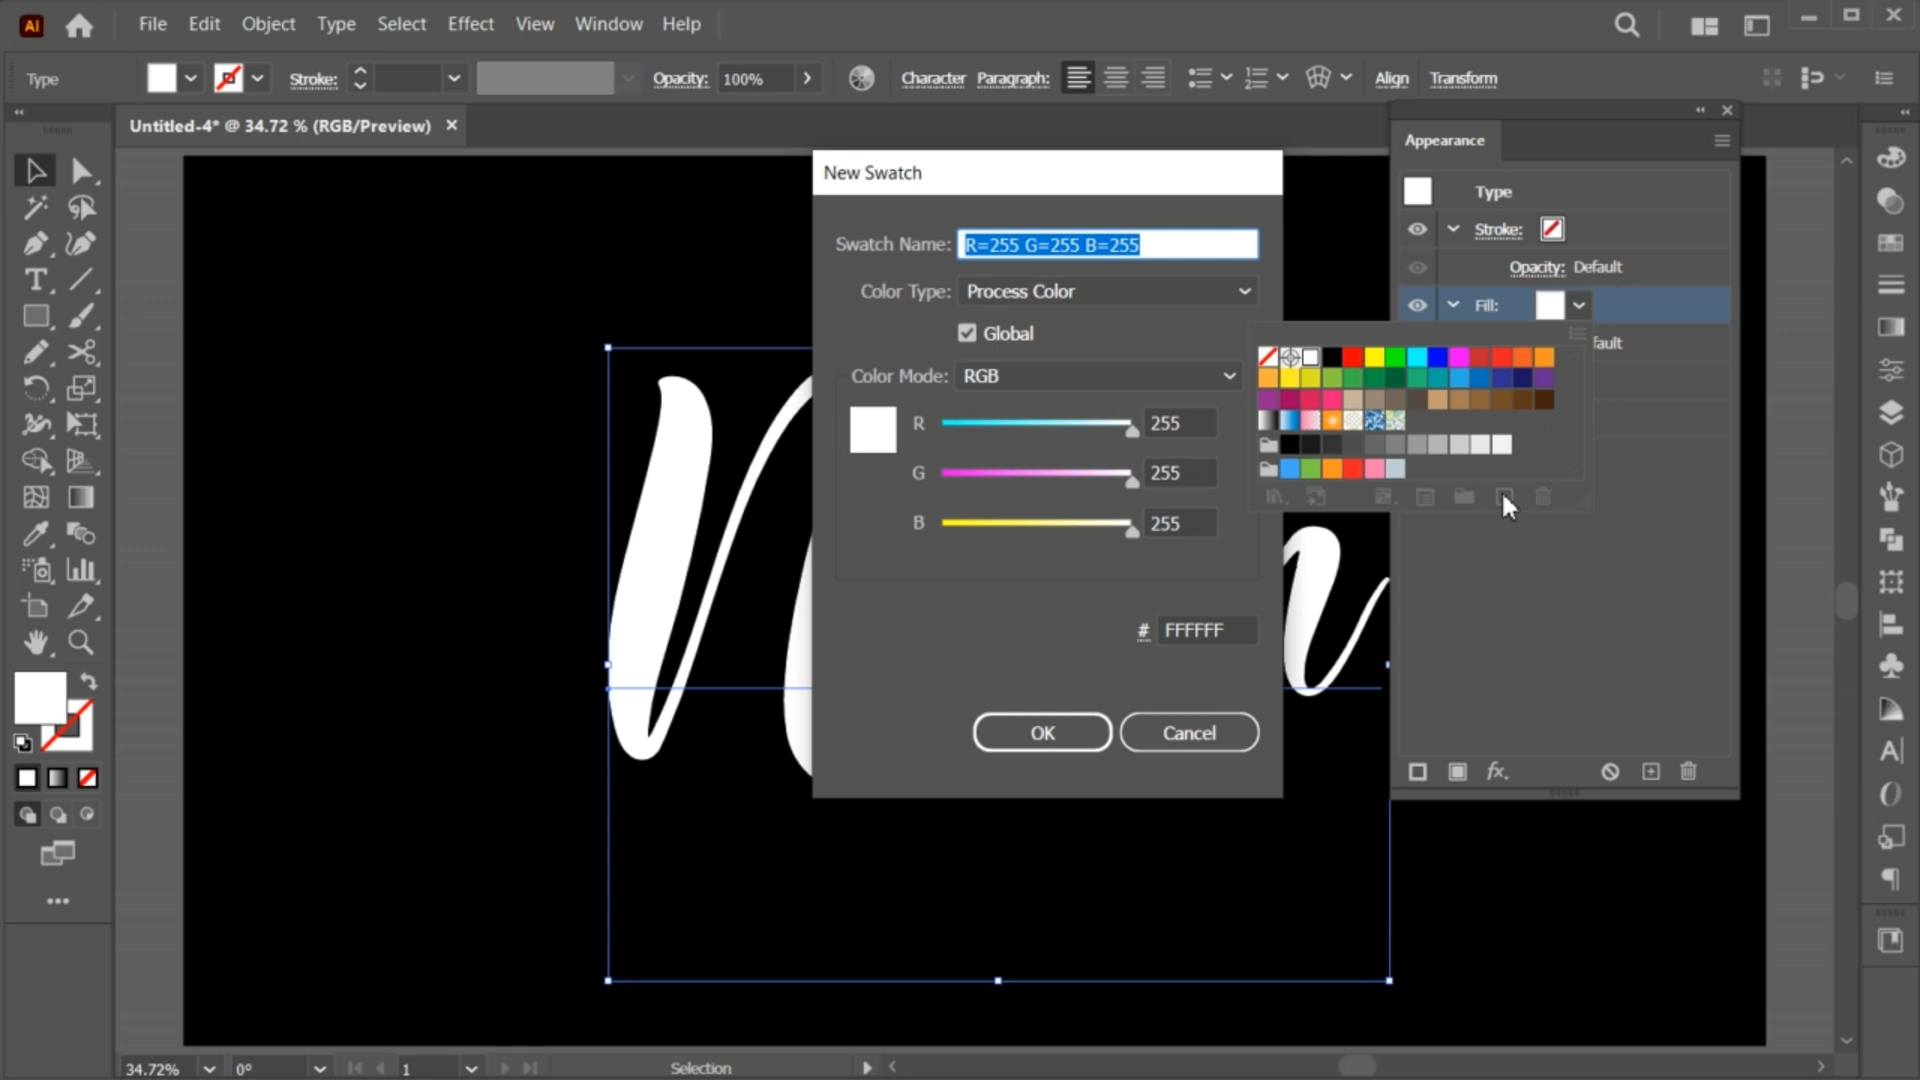 Ai File Edit Object Type Select Effect View Window Help
Type Stroke: Opacity: 100% Character Paragraph: Align Transform
Untitled-4* @ 34.72 % (RGB/Preview)
New Swatch
Swatch Name: R=255 G=255 B=255
Color Type: Process Color
Global
Color Mode: RGB
R 255
G 255
B 255
# FFFFFF
OK Cancel
Appearance
Type
Stroke:
Opacity: Default
Fill:
fault
fx.
34.72% 0° 1 Selection